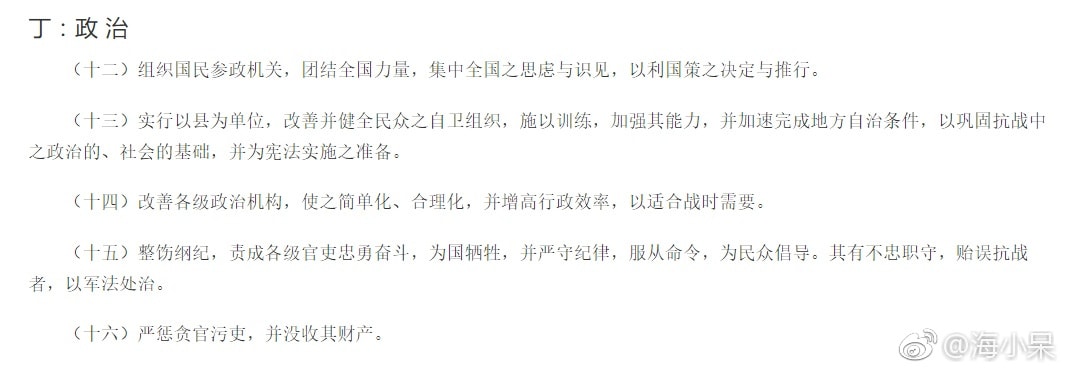 丁：政 治
（十二）组织国民参政机关，团结全国力量，集中全国之思虑与识见，以利国策之决定与推行。
（十三）实行以县为单位，改善并健全民众之自卫组织，施以训练，加强其能力，并加速完成地方自治条件，以巩固抗战中
之政治的、社会的基础，并为宪法实施之准备。
（十四）改善各级政治机构，使之简单化、合理化，并增高行政效率，以适合战时需要。
（十五）整饬纲纪，责成各级官吏忠勇奋斗，为国牺牲，并严守纪律，服从命令，为民众倡导。其有不忠职守，贻误抗战
者，以军法处治。
（十六）严惩贪官污吏，并没收其财产。
@海小呆